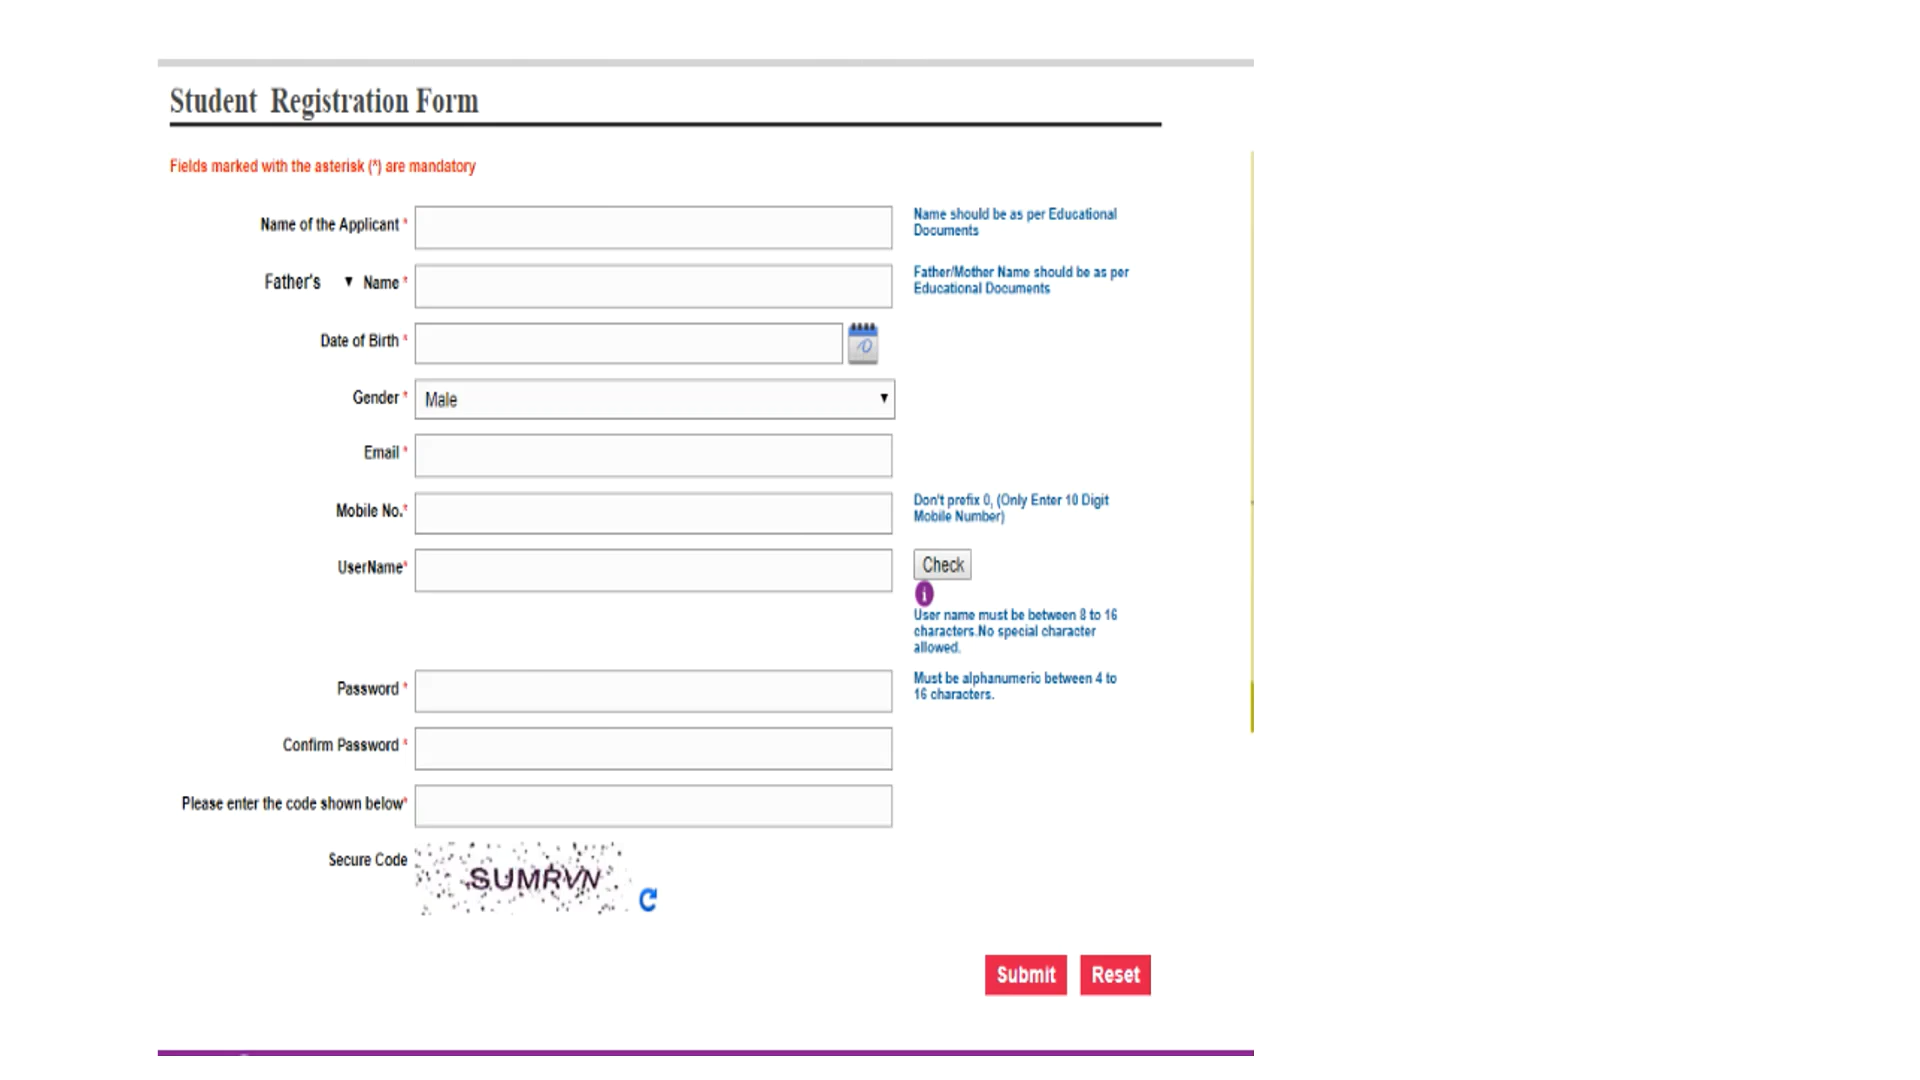 Student Registration Form
Fields marked with the asterisk (*) are mandatory
Name of the Applicant *
Name should be as per Educational
Documents
Father's ▼ Name *
Father/Mother Name should be as per
Educational Documents
Date of Birth *
Gender * Male ▼
Email *
Mobile No.*
Don't prefix 0, (Only Enter 10 Digit
Mobile Number)
UserName*
Check
i
User name must be between 8 to 16
characters.No special character
allowed.
Password *
Must be alphanumeric between 4 to
16 characters.
Confirm Password *
Please enter the code shown below*
Secure Code SUMRVN
Submit Reset